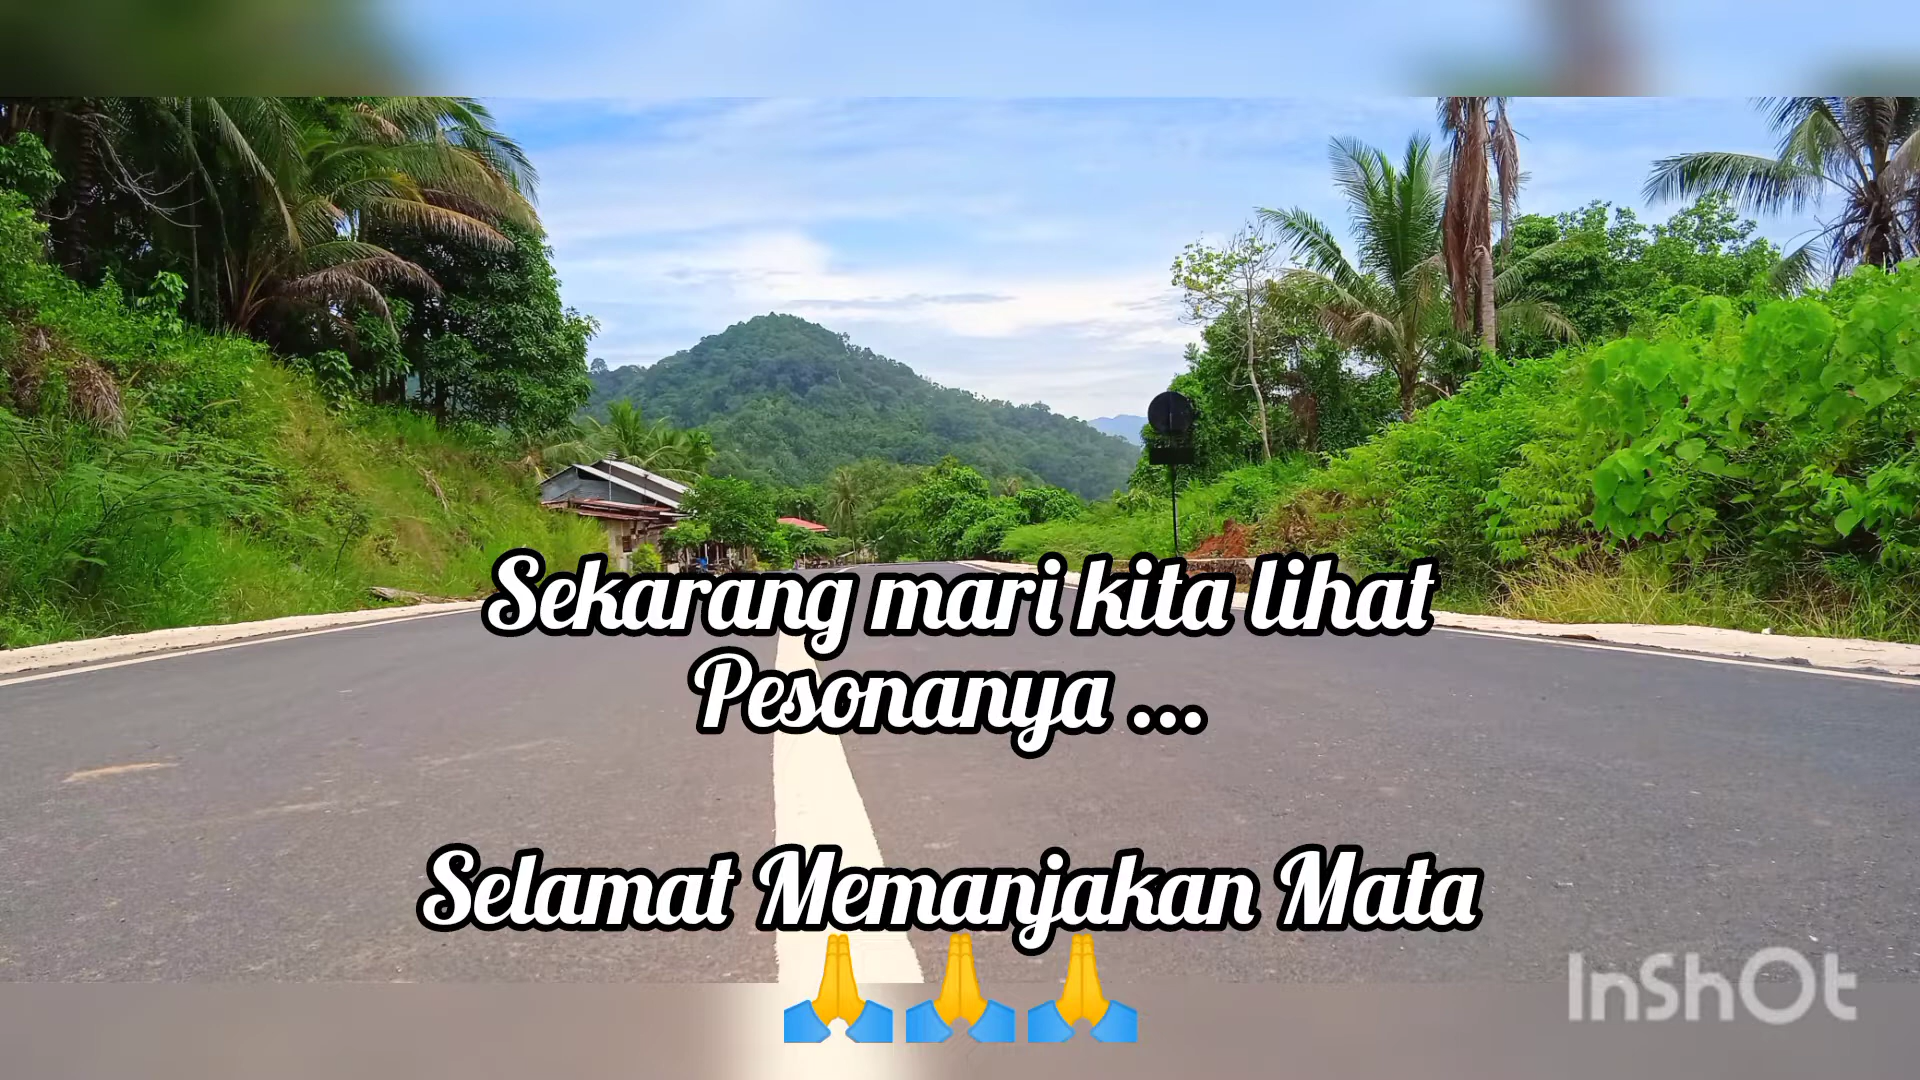 Sekarang mari kita lihat
Pesonanya ...
Selamat Memanjakan Mata
🙏🙏🙏
InShOt